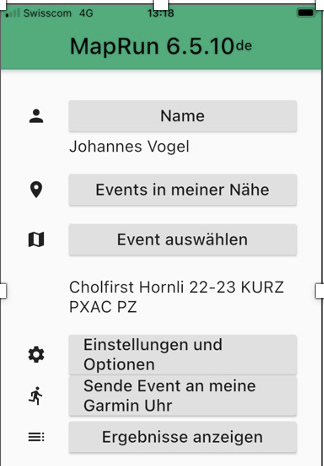 Swisscom 4G 13:18
MapRun 6.5.10de
Name
Johannes Vogel
Events in meiner Nähe
Event auswählen
Cholfirst Hornli 22-23 KURZ
PXAC PZ
Einstellungen und
Optionen
Sende Event an meine
Garmin Uhr
Ergebnisse anzeigen